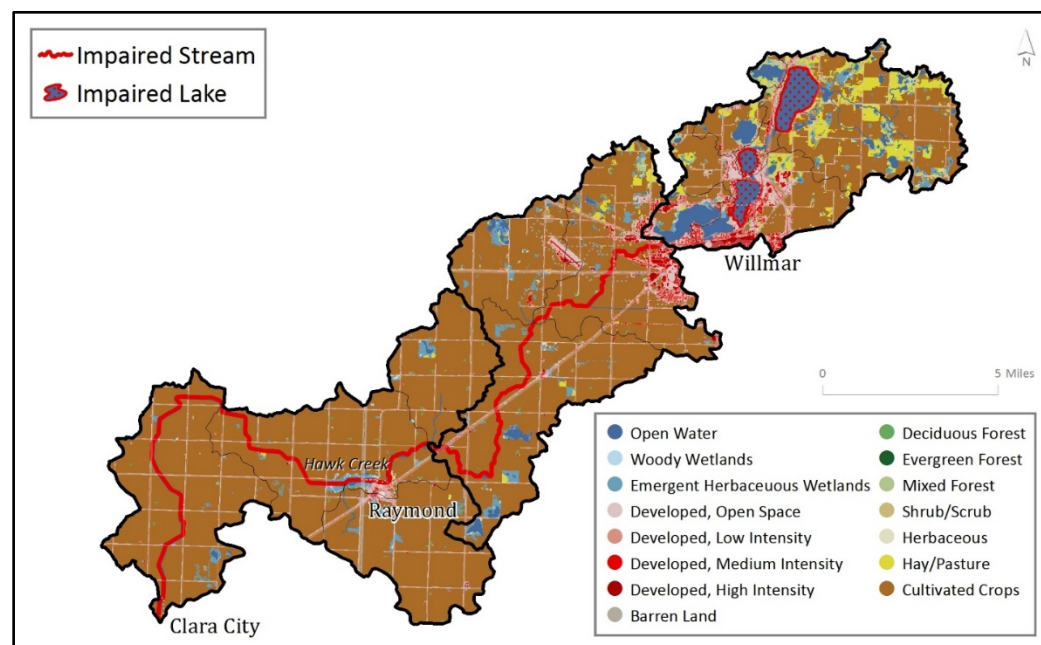 Impaired Stream
Impaired Lake
N
Willmar
0 5 Miles
Hawk Creek
Raymond
Clara City
Open Water
Woody Wetlands
Emergent Herbaceuous Wetlands
Developed, Open Space
Developed, Low Intensity
Developed, Medium Intensity
Developed, High Intensity
Barren Land
Deciduous Forest
Evergreen Forest
Mixed Forest
Shrub/Scrub
Herbaceous
Hay/Pasture
Cultivated Crops